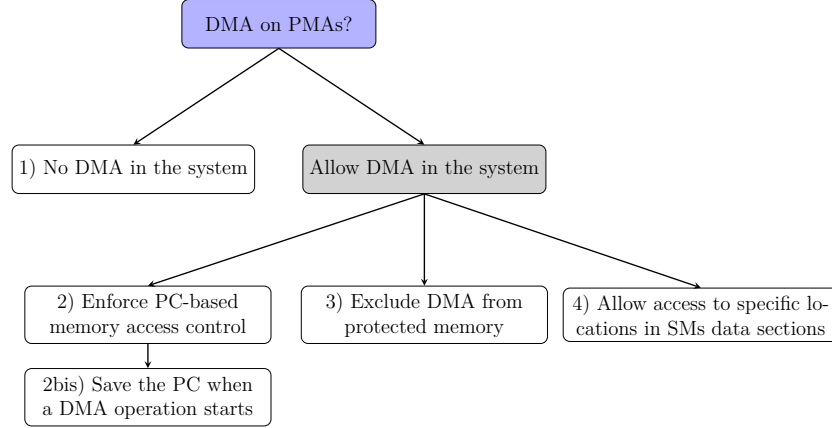 DMA on PMAs?
1) No DMA in the system
Allow DMA in the system
2) Enforce PC-based
memory access control
3) Exclude DMA from
protected memory
4) Allow access to specific lo-
cations in SMs data sections
2bis) Save the PC when
a DMA operation starts